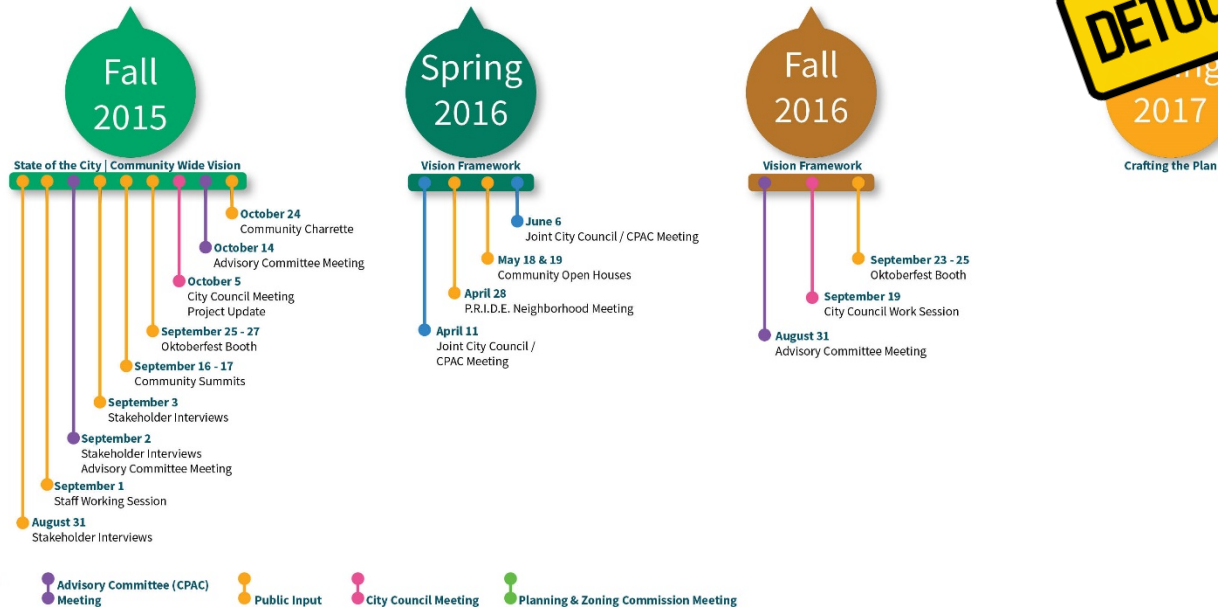 Fall
2015
State of the City | Community Wide Vision
October 24
Community Charrette
October 14
Advisory Committee Meeting
October 5
City Council Meeting
Project Update
September 25 - 27
Oktoberfest Booth
September 16 - 17
Community Summits
September 3
Stakeholder Interviews
September 2
Stakeholder Interviews
Advisory Committee Meeting
September 1
Staff Working Session
August 31
Stakeholder Interviews
Spring
2016
Vision Framework
June 6
Joint City Council / CPAC Meeting
May 18 & 19
Community Open Houses
April 28
P.R.I.D.E. Neighborhood Meeting
April 11
Joint City Council /
CPAC Meeting
Fall
2016
Vision Framework
September 23 - 25
Oktoberfest Booth
September 19
City Council Work Session
August 31
Advisory Committee Meeting
2017
Crafting the Plan
Advisory Committee (CPAC)
Meeting
Public Input
City Council Meeting
Planning & Zoning Commission Meeting